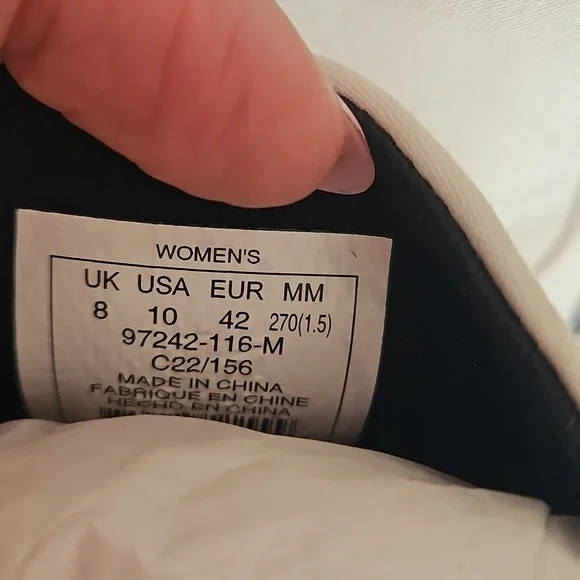 WOMEN'S
UK USA EUR MM
8 10 42 270(1.5)
97242-116-M
C22/156
MADE IN CHINA
FABRIQUE EN CHINE
HECHO EN CHINA